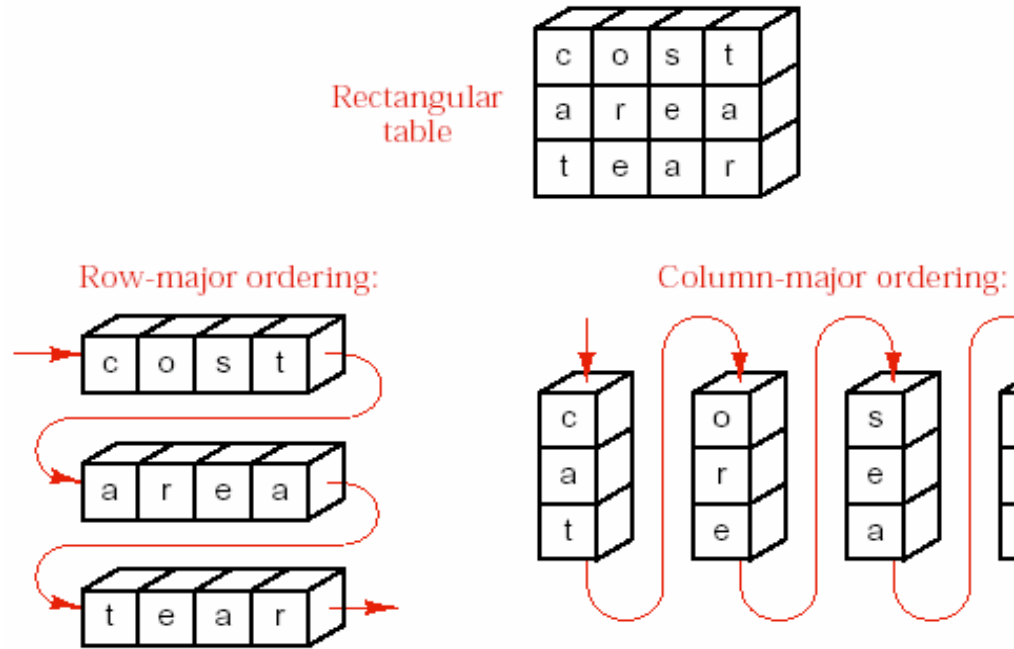 Rectangular
table
c o s t
a r e a
t e a r
Row-major ordering:
c o s t
a r e a
t e a r
Column-major ordering:
c o s
a r e
t e a